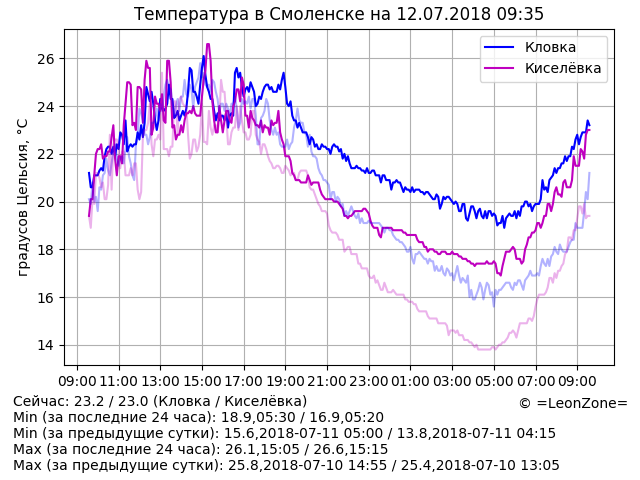 Температура в Смоленске на 12.07.2018 09:35
Кловка
Киселёвка
градусов Цельсия, °C
26
24
22
20
18
16
14
09:00 11:00 13:00 15:00 17:00 19:00 21:00 23:00 01:00 03:00 05:00 07:00 09:00
Сейчас: 23.2 / 23.0 (Кловка / Киселёвка)
© =LeonZone=
Min (за последние 24 часа): 18.9,05:30 / 16.9,05:20
Min (за предыдущие сутки): 15.6,2018-07-11 05:00 / 13.8,2018-07-11 04:15
Max (за последние 24 часа): 26.1,15:05 / 26.6,15:15
Max (за предыдущие сутки): 25.8,2018-07-10 14:55 / 25.4,2018-07-10 13:05